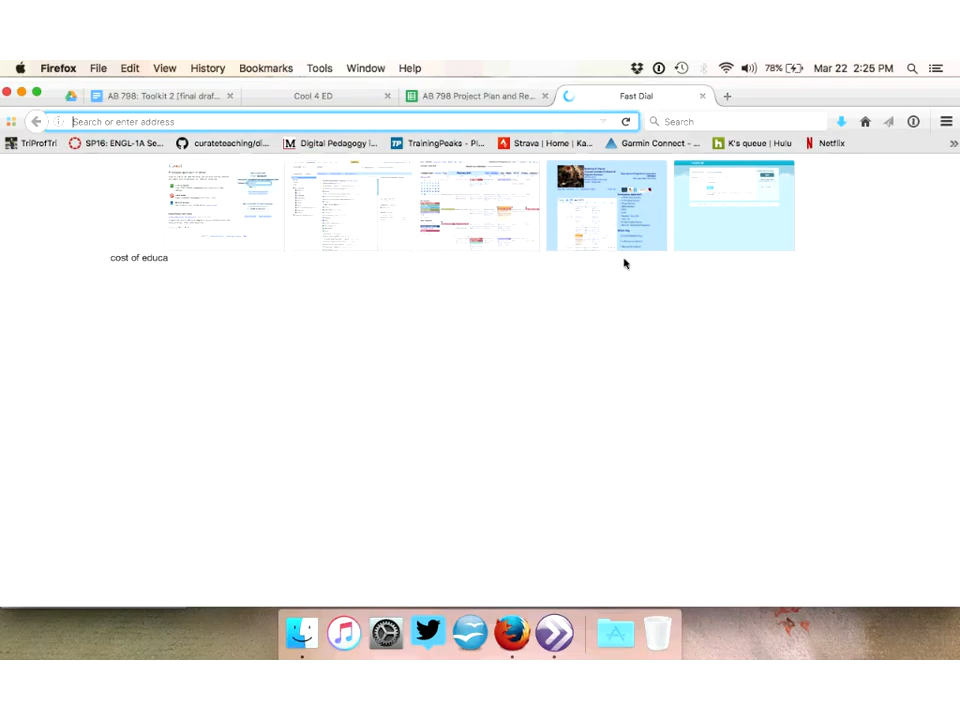 Firefox File Edit View History Bookmarks Tools Window Help 78% Mar 22 2:25 PM
AB 798: Toolkit 2 [final draf... Cool 4 ED AB 798 Project Plan and Re... Fast Dial
Search or enter address Search
TriProfTri SP16: ENGL-1A Se... curateteaching/di... Digital Pedagogy i... TrainingPeaks - Pl... Strava | Home | Ka... Garmin Connect - ... K's queue | Hulu Netflix
cost of educa